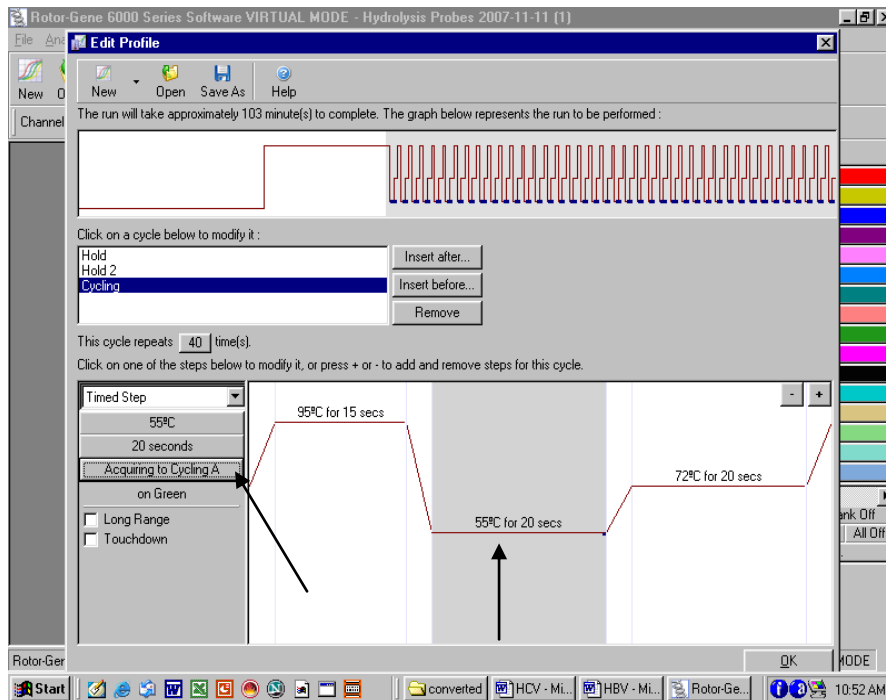 Rotor-Gene 6000 Series Software VIRTUAL MODE - Hydrolysis Probes 2007-11-11 (1)
File Ana
Edit Profile
New
New Open Save As Help
Channel
The run will take approximately 103 minute(s) to complete. The graph below represents the run to be performed :
Click on a cycle below to modify it :
Hold
Hold 2
Cycling
Insert after...
Insert before...
Remove
This cycle repeats 40 time(s).
Click on one of the steps below to modify it, or press + or - to add and remove steps for this cycle.
Timed Step
55ºC
20 seconds
Acquiring to Cycling A
on Green
Long Range
Touchdown
95ºC for 15 secs
55ºC for 20 secs
72ºC for 20 secs
- +
ank Off
All Off
OK
Rotor-Ger
MODE
Start converted HCV - Mi... HBV - Mi... Rotor-Ge... 10:52 AM